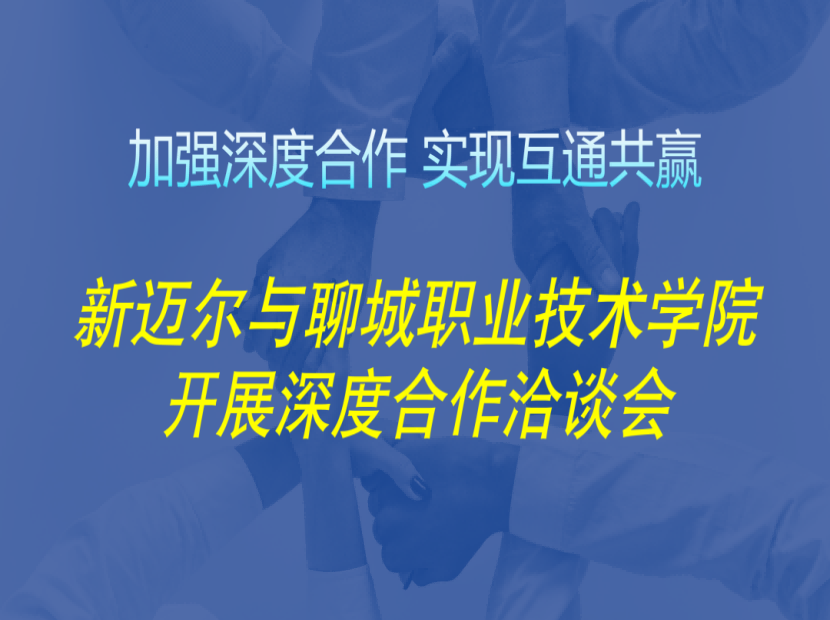 加强深度合作 实现互通共赢
新迈尔与聊城职业技术学院
开展深度合作洽谈会